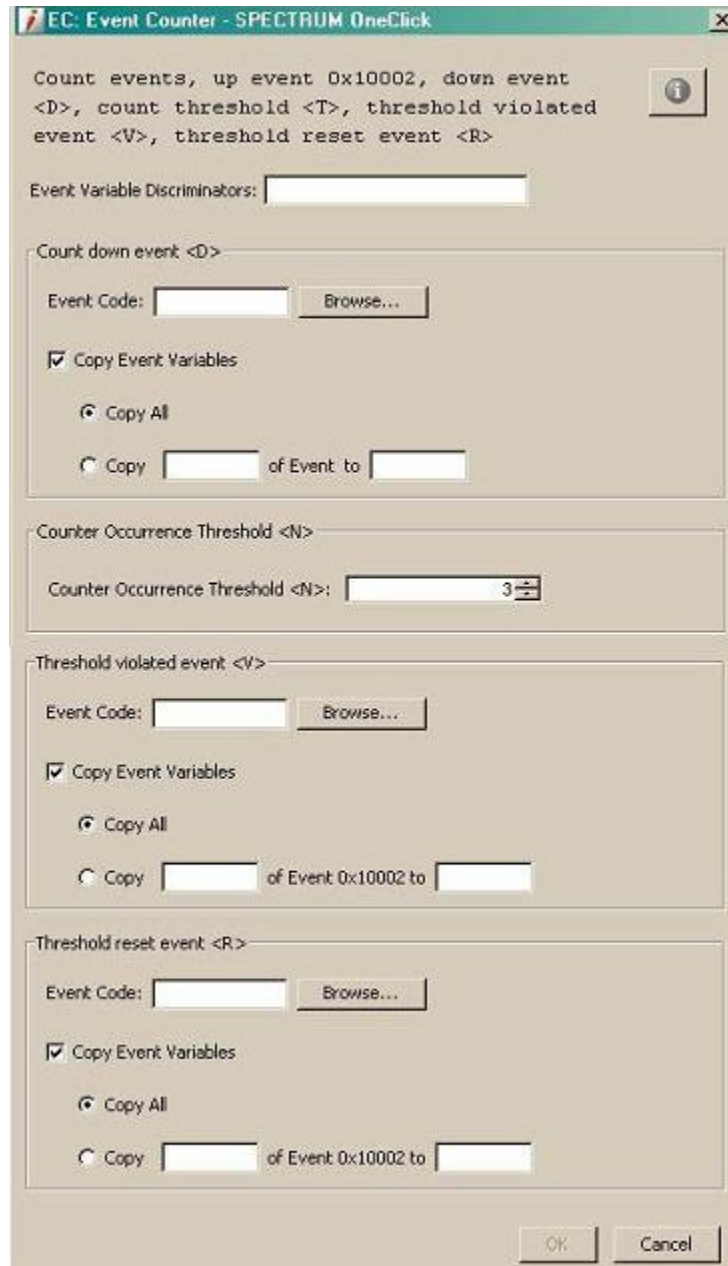 EC: Event Counter - SPECTRUM OneClick
Count events, up event 0x10002, down event
<D>, count threshold <T>, threshold violated
event <V>, threshold reset event <R>
Event Variable Discriminators:
Count down event <D>
Event Code: Browse...
Copy Event Variables
Copy All
Copy of Event to
Counter Occurrence Threshold <N>
Counter Occurrence Threshold <N>: 3
Threshold violated event <V>
Event Code: Browse...
Copy Event Variables
Copy All
Copy of Event 0x10002 to
Threshold reset event <R>
Event Code: Browse...
Copy Event Variables
Copy All
Copy of Event 0x10002 to
OK Cancel